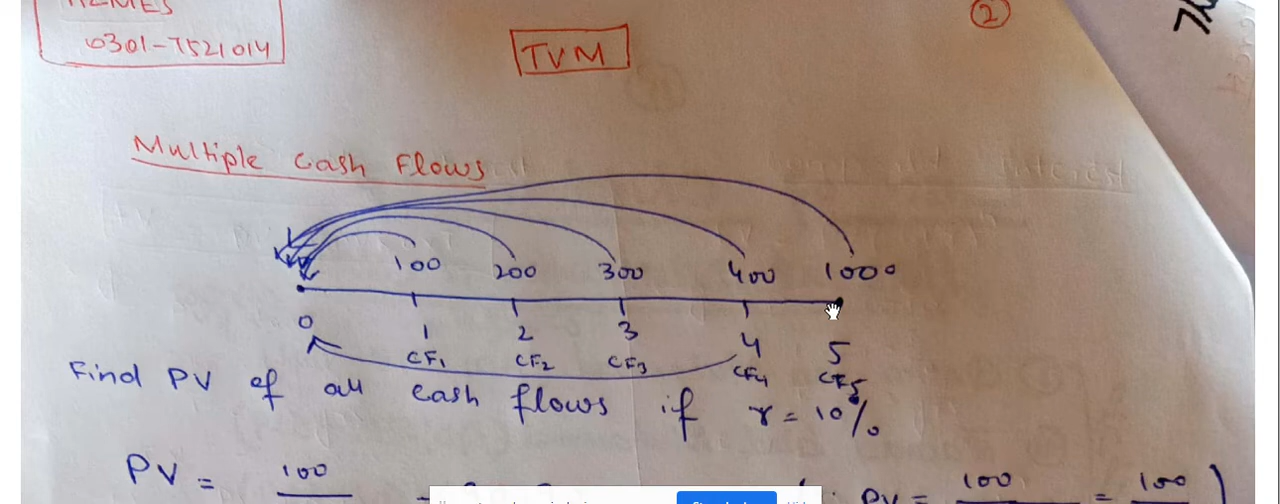 0301-7521014
2
TVM
Multiple Cash Flows
100 200 300 400 1000
0 1 2 3 4 5
CF1 CF2 CF3 CF4 CF5
Find PV of all cash flows if r = 10%
PV = 100
PV = 100 = 100